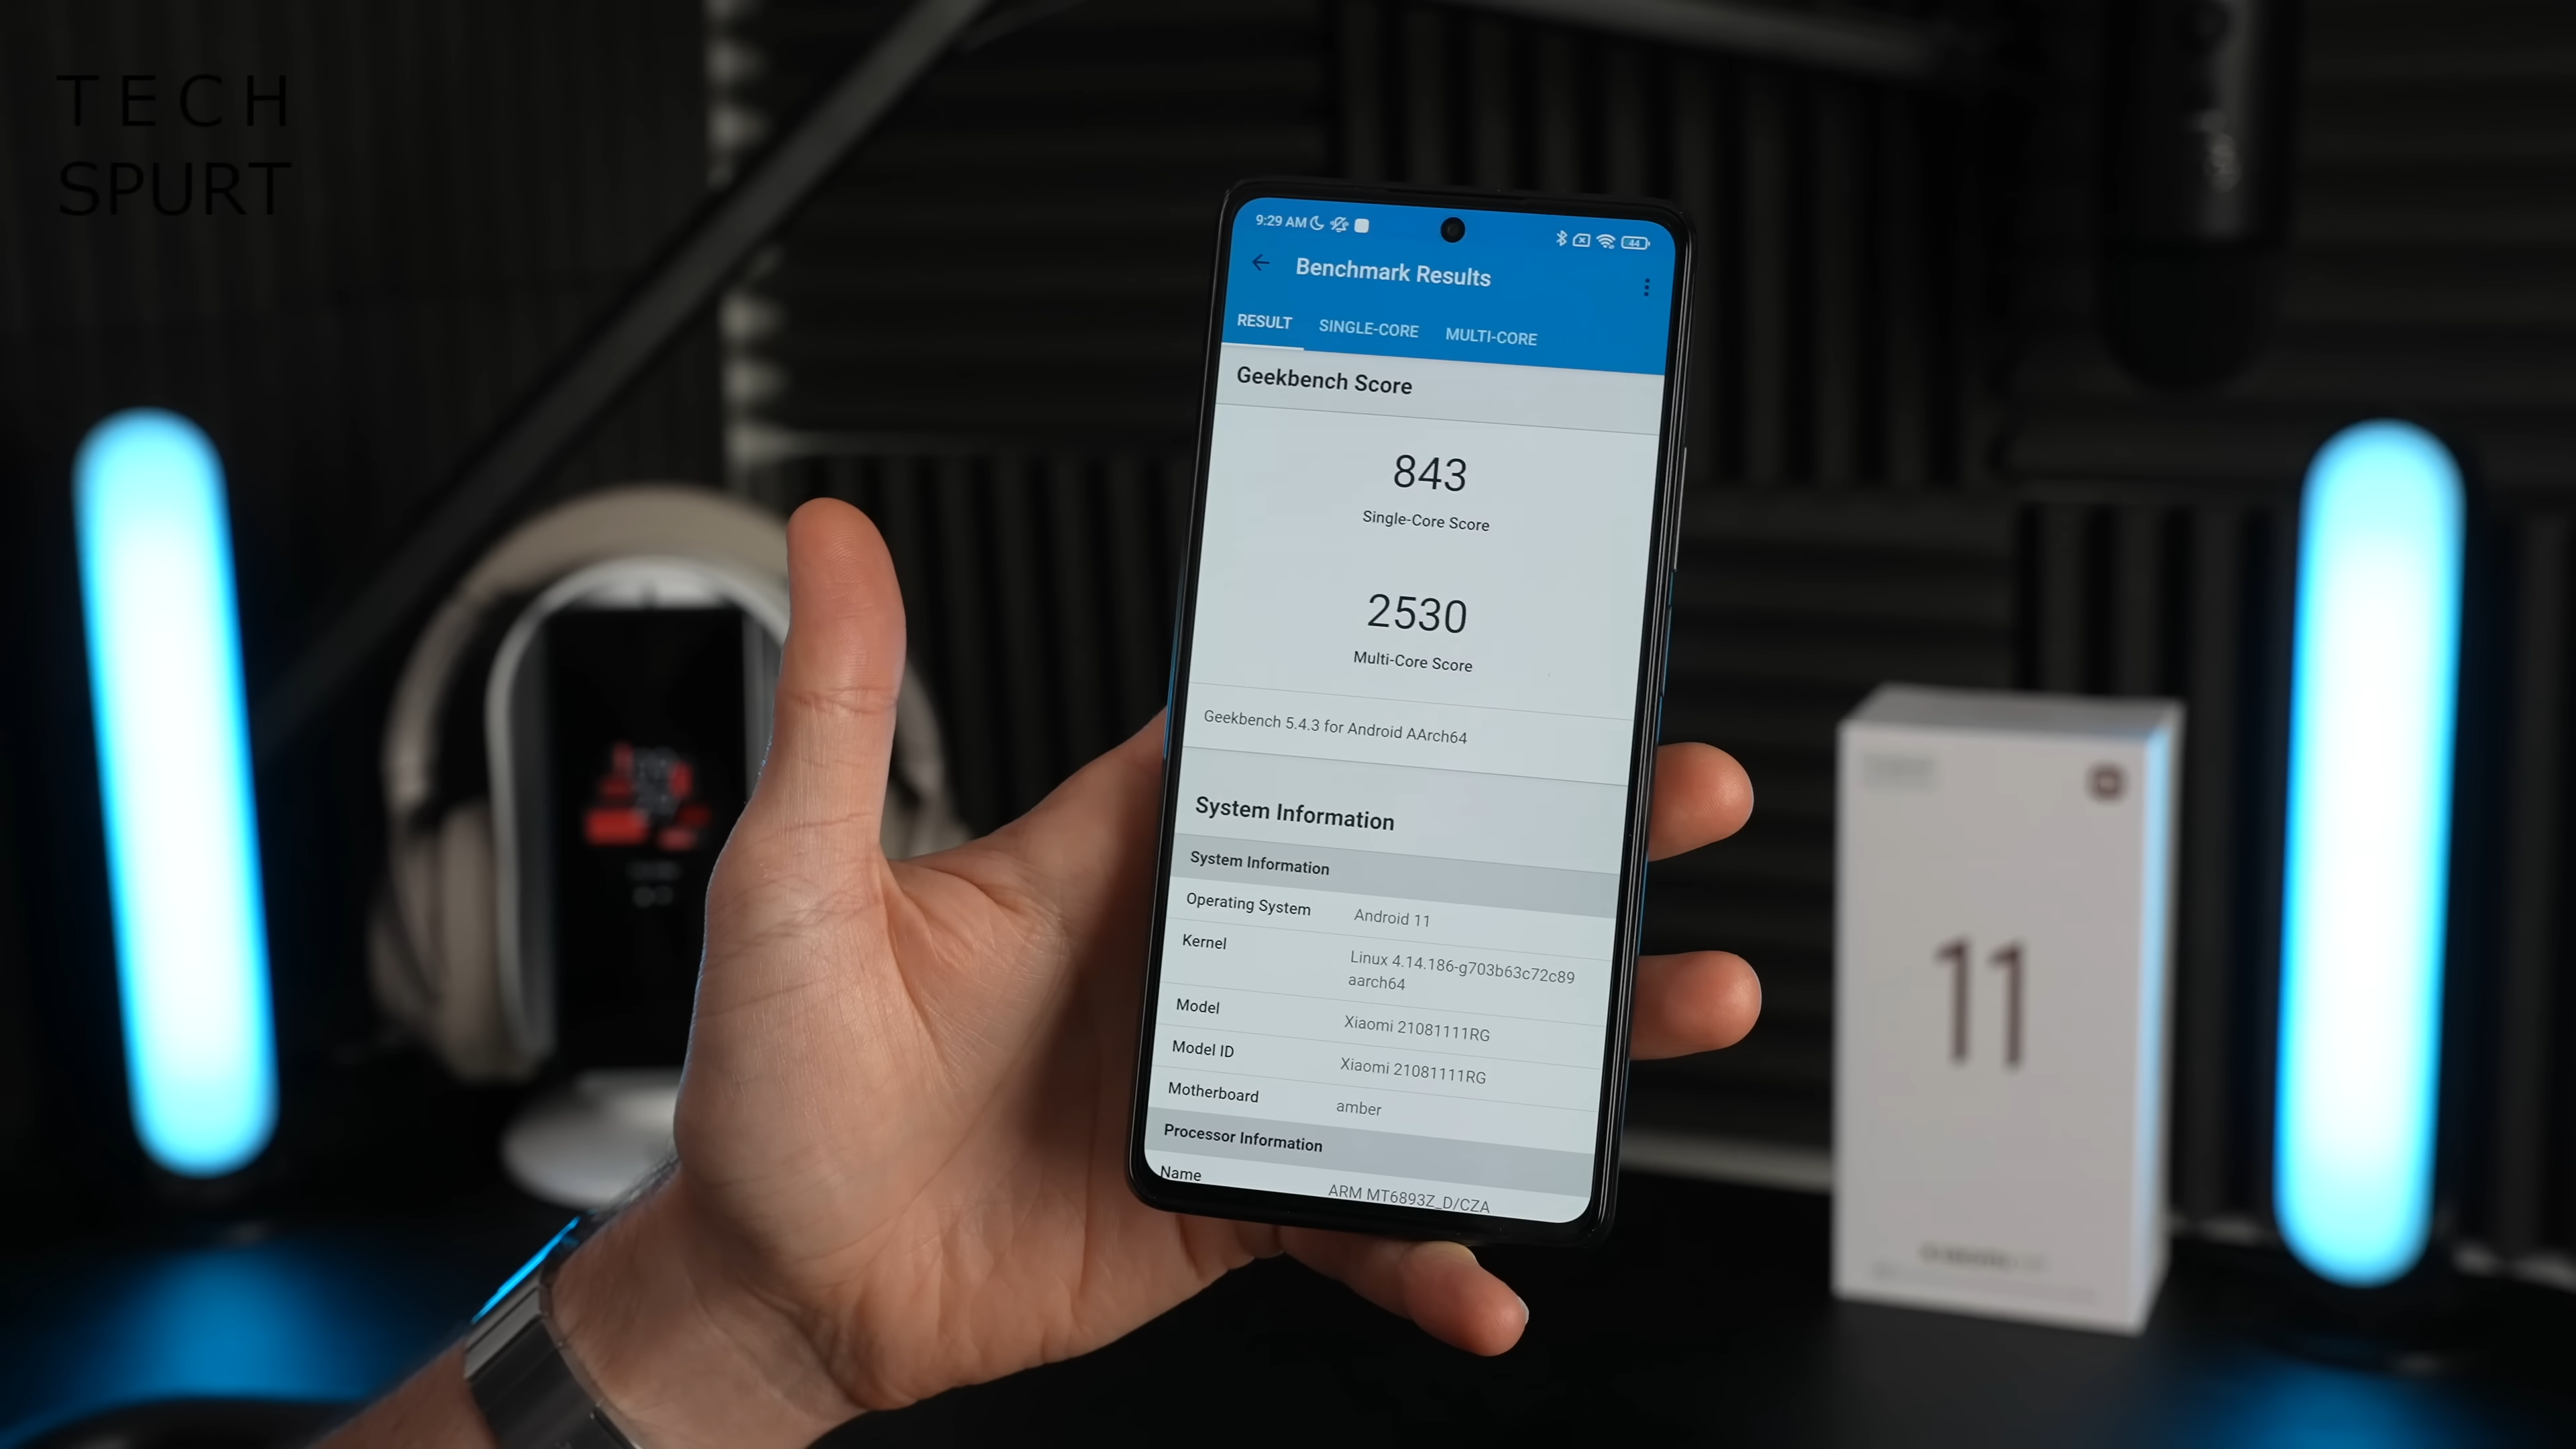 TECH
SPURT
9:29 AM
44
Benchmark Results
RESULT SINGLE-CORE MULTI-CORE
Geekbench Score
843
Single-Core Score
2530
Multi-Core Score
Geekbench 5.4.3 for Android AArch64
System Information
System Information
Operating System Android 11
Kernel Linux 4.14.186-g703b63c72c89
aarch64
Model Xiaomi 21081111RG
Model ID Xiaomi 21081111RG
Motherboard amber
Processor Information
Name ARM MT6893Z_D/CZA
11